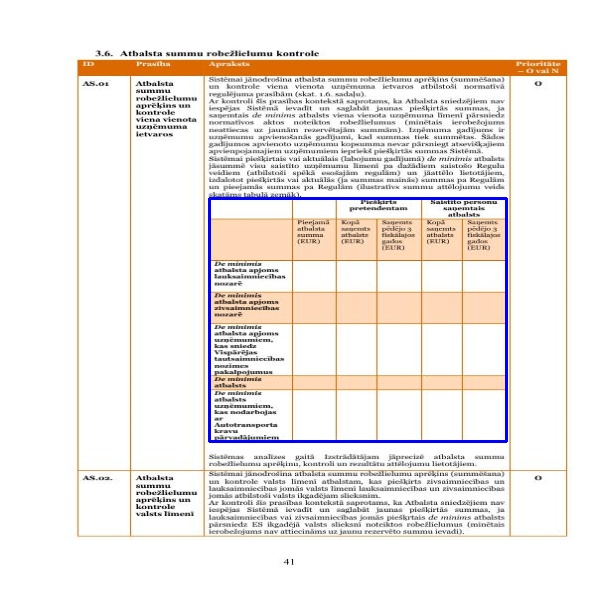 3.6. Atbalsta summu robežlielumu kontrole
ID Prasība Apraksts Prioritāte – O vai N
AS.01 Atbalsta summu robežlielumu aprēķins un kontrole viena vienota uzņēmuma ietvaros
Sistēmai jānodrošina atbalsta summu robežlielumu aprēķins (summēšana)
un kontrole viena vienota uzņēmuma ietvaros atbilstoši normatīvā
regulējuma prasībām (skat. 1.6. sadaļu).
Ar kontroli šīs prasības kontekstā saprotams, ka Atbalsta sniedzējiem nav
iespējas Sistēmā ievadīt un saglabāt jaunas piešķirtās summas, ja
saņemtais de minimis atbalsts viena vienota uzņēmuma līmenī pārsniedz
normatīvos aktos noteiktos robežlielumus (minētais ierobežojums
neattiecas uz jaunām rezervētajām summām). Izņēmuma gadījums ir
uzņēmumu apvienošanās gadījumi, kad summas tiek summētas. Šādos
gadījumos apvienoto uzņēmumu kopsumma nevar pārsniegt atsevišķajiem
apvienojamajiem uzņēmumiem iepriekš piešķirtās summas Sistēmā.
Sistēmai piešķirtais vai aktuālais (labojumu gadījumā) de minimis atbalsts
jāsummē visu saistīto uzņēmumu līmenī pa dažādiem saistošo Regulu
veidiem (atbilstoši spēkā esošajām regulām) un jāattēlo lietotājiem,
izdalotot piešķirtās vai aktuālās (ja summas mainās) summas pa Regulām
un pieejamās summas pa Regulām (ilustratīvs summu attēlojumu veids
skatāms tabulā zemāk).
Piešķirts pretendentam
Saistīto personu saņemtais atbalsts
Pieejamā atbalsta summa (EUR)
Kopā saņemts atbalsts (EUR)
Saņemts pēdējo 3 fiskālajos gados (EUR)
Kopā saņemts atbalsts (EUR)
Saņemts pēdējo 3 fiskālajos gados (EUR)
De minimis
atbalsta apjoms
lauksaimniecības
nozarē
De minimis
atbalsta apjoms
zivsaimniecības
nozarē
De minimis
atbalsta apjoms
uzņēmumiem,
kas sniedz
Vispārējas
tautsaimniecības
nozīmes
pakalpojumus
De minimis
atbalsts
De minimis
atbalsts
uzņēmumiem,
kas nodarbojas
ar
Autotransporta
kravu
pārvadājumiem
Sistēmas analīzes gaitā Izstrādātājam jāprecizē atbalsta summu
robežlielumu aprēķinu, kontroli un rezultātu attēlojumu lietotājiem.
O
AS.02. Atbalsta summu robežlielumu aprēķins un kontrole valsts līmenī
Sistēmai jānodrošina atbalsta summu robežlielumu aprēķins (summēšana)
un kontrole valsts līmenī atbalstam, kas piešķirts zivsaimniecības un
lauksaimniecības jomās valsts līmenī lauksaimniecības un zivsaimniecības
jomās atbilstoši valsts ikgadējam slieksnim.
Ar kontroli šīs prasības kontekstā saprotams, ka Atbalsta sniedzējiem nav
iespējas Sistēmā ievadīt un saglabāt jaunas piešķirtās summas, ja
lauksaimniecības vai zivsaimniecības jomās piešķirtais de minims atbalsts
pārsniedz ES ikgadējā valsts slieksnī noteiktos robežlielumus (minētais
ierobežojums nav attiecināms uz jaunu rezervēto summu ievadi).
O
41